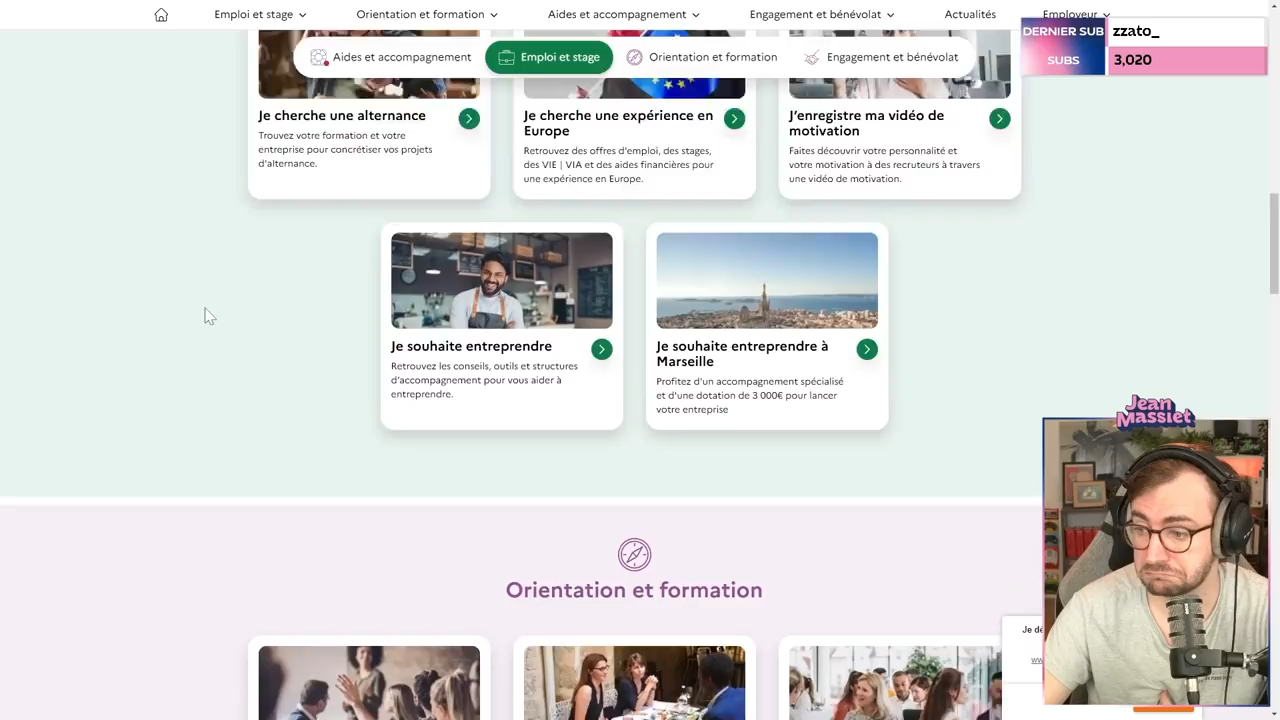 Emploi et stage
Orientation et formation
Aides et accompagnement
Engagement et bénévolat
Actualités
Employeur
DERNIER SUB
zzato_
SUBS
3,020
Aides et accompagnement
Emploi et stage
Orientation et formation
Engagement et bénévolat
Je cherche une alternance
Trouvez votre formation et votre
entreprise pour concrétiser vos projets
d'alternance.
Je cherche une expérience en
Europe
Retrouvez des offres d'emploi, des stages,
des VIE | VIA et des aides financières pour
une expérience en Europe.
J'enregistre ma vidéo de
motivation
Faites découvrir votre personnalité et
votre motivation à des recruteurs à travers
une vidéo de motivation.
Je souhaite entreprendre
Retrouvez les conseils, outils et structures
d'accompagnement pour vous aider à
entreprendre.
Je souhaite entreprendre à
Marseille
Profitez d'un accompagnement spécialisé
et d'une dotation de 3 000€ pour lancer
votre entreprise
Jean
Massiet
Orientation et formation
Je dé
ww